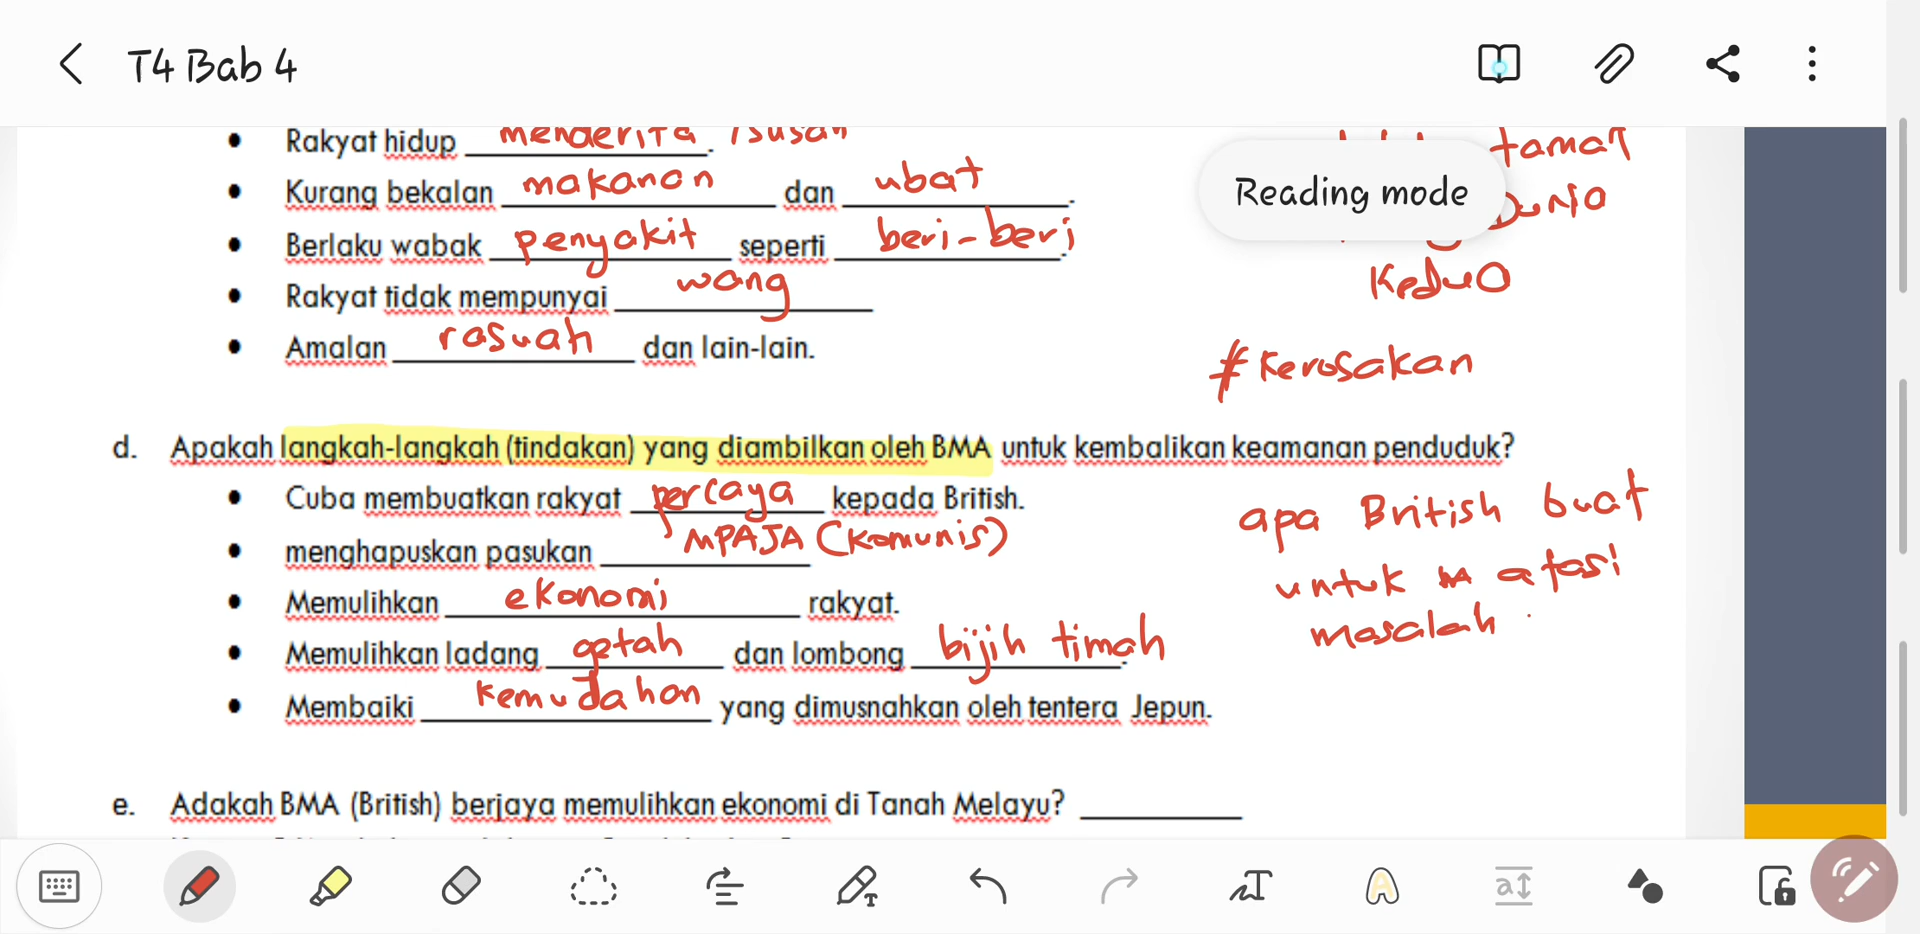 T4 Bab 4
Reading mode
Rakyat hidup menderita / susah.
tamat
Kurang bekalan makanan dan ubat.
Dunia
Berlaku wabak penyakit seperti beri-beri.
Kedua
Rakyat tidak mempunyai wang
Amalan rasuah dan lain-lain.
# Kerosakan
d. Apakah langkah-langkah (tindakan) yang diambilkan oleh BMA untuk kembalikan keamanan penduduk?
Cuba membuatkan rakyat percaya kepada British.
apa British buat
menghapuskan pasukan MPAJA (Komunis)
untuk atasi
Memulihkan ekonomi rakyat.
masalah.
Memulihkan ladang getah dan lombong bijih timah.
Membaiki kemudahan yang dimusnahkan oleh tentera Jepun.
e. Adakah BMA (British) berjaya memulihkan ekonomi di Tanah Melayu?